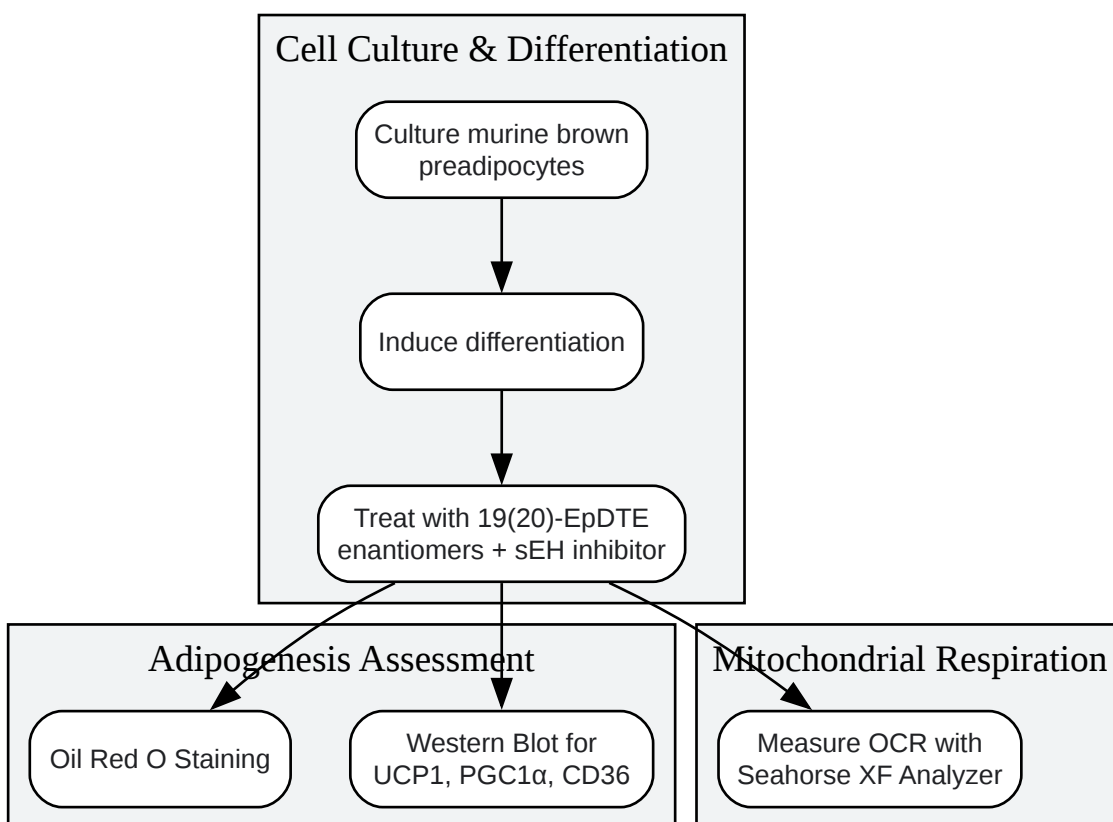 Cell Culture & Differentiation
Culture murine brown
preadipocytes
Induce differentiation
Treat with 19(20)-EpDTE
enantiomers + sEH inhibitor
Adipogenesis Assessment
Mitochondrial Respiration
Oil Red O Staining
Western Blot for
UCP1, PGC1α, CD36
Measure OCR with
Seahorse XF Analyzer